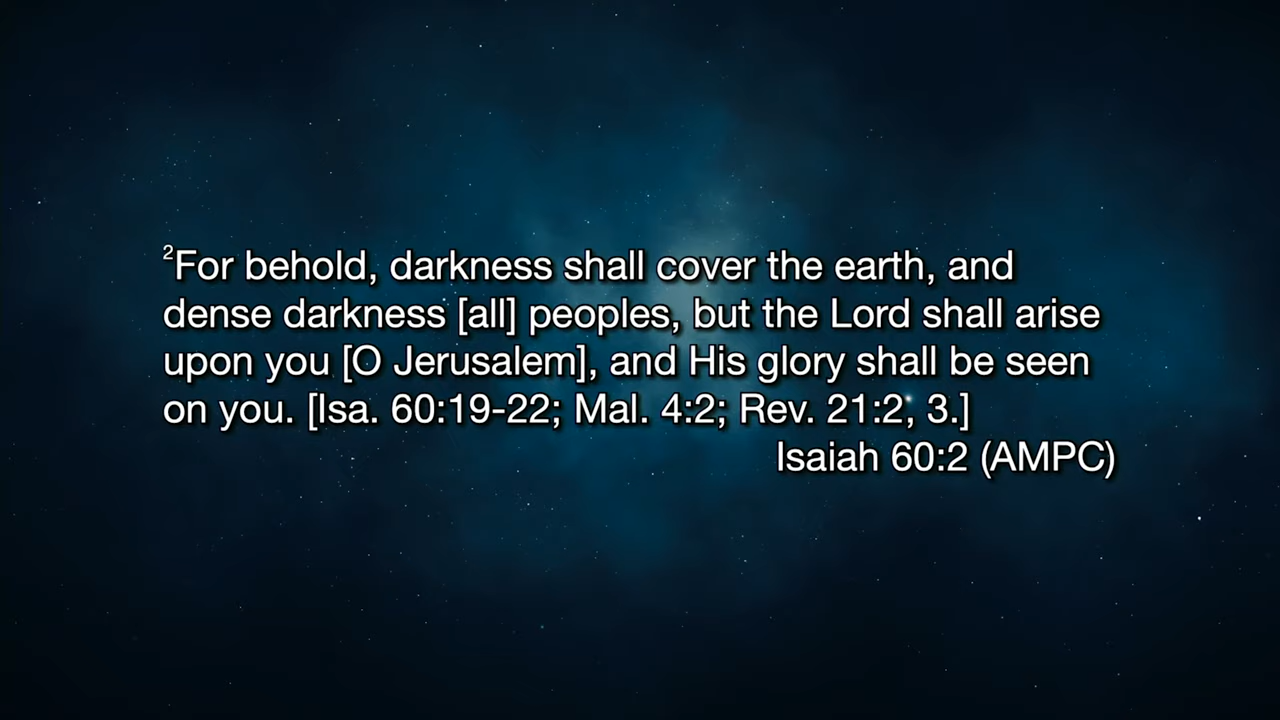 ²For behold, darkness shall cover the earth, and
dense darkness [all] peoples, but the Lord shall arise
upon you [O Jerusalem], and His glory shall be seen
on you. [Isa. 60:19-22; Mal. 4:2; Rev. 21:2, 3.]
Isaiah 60:2 (AMPC)